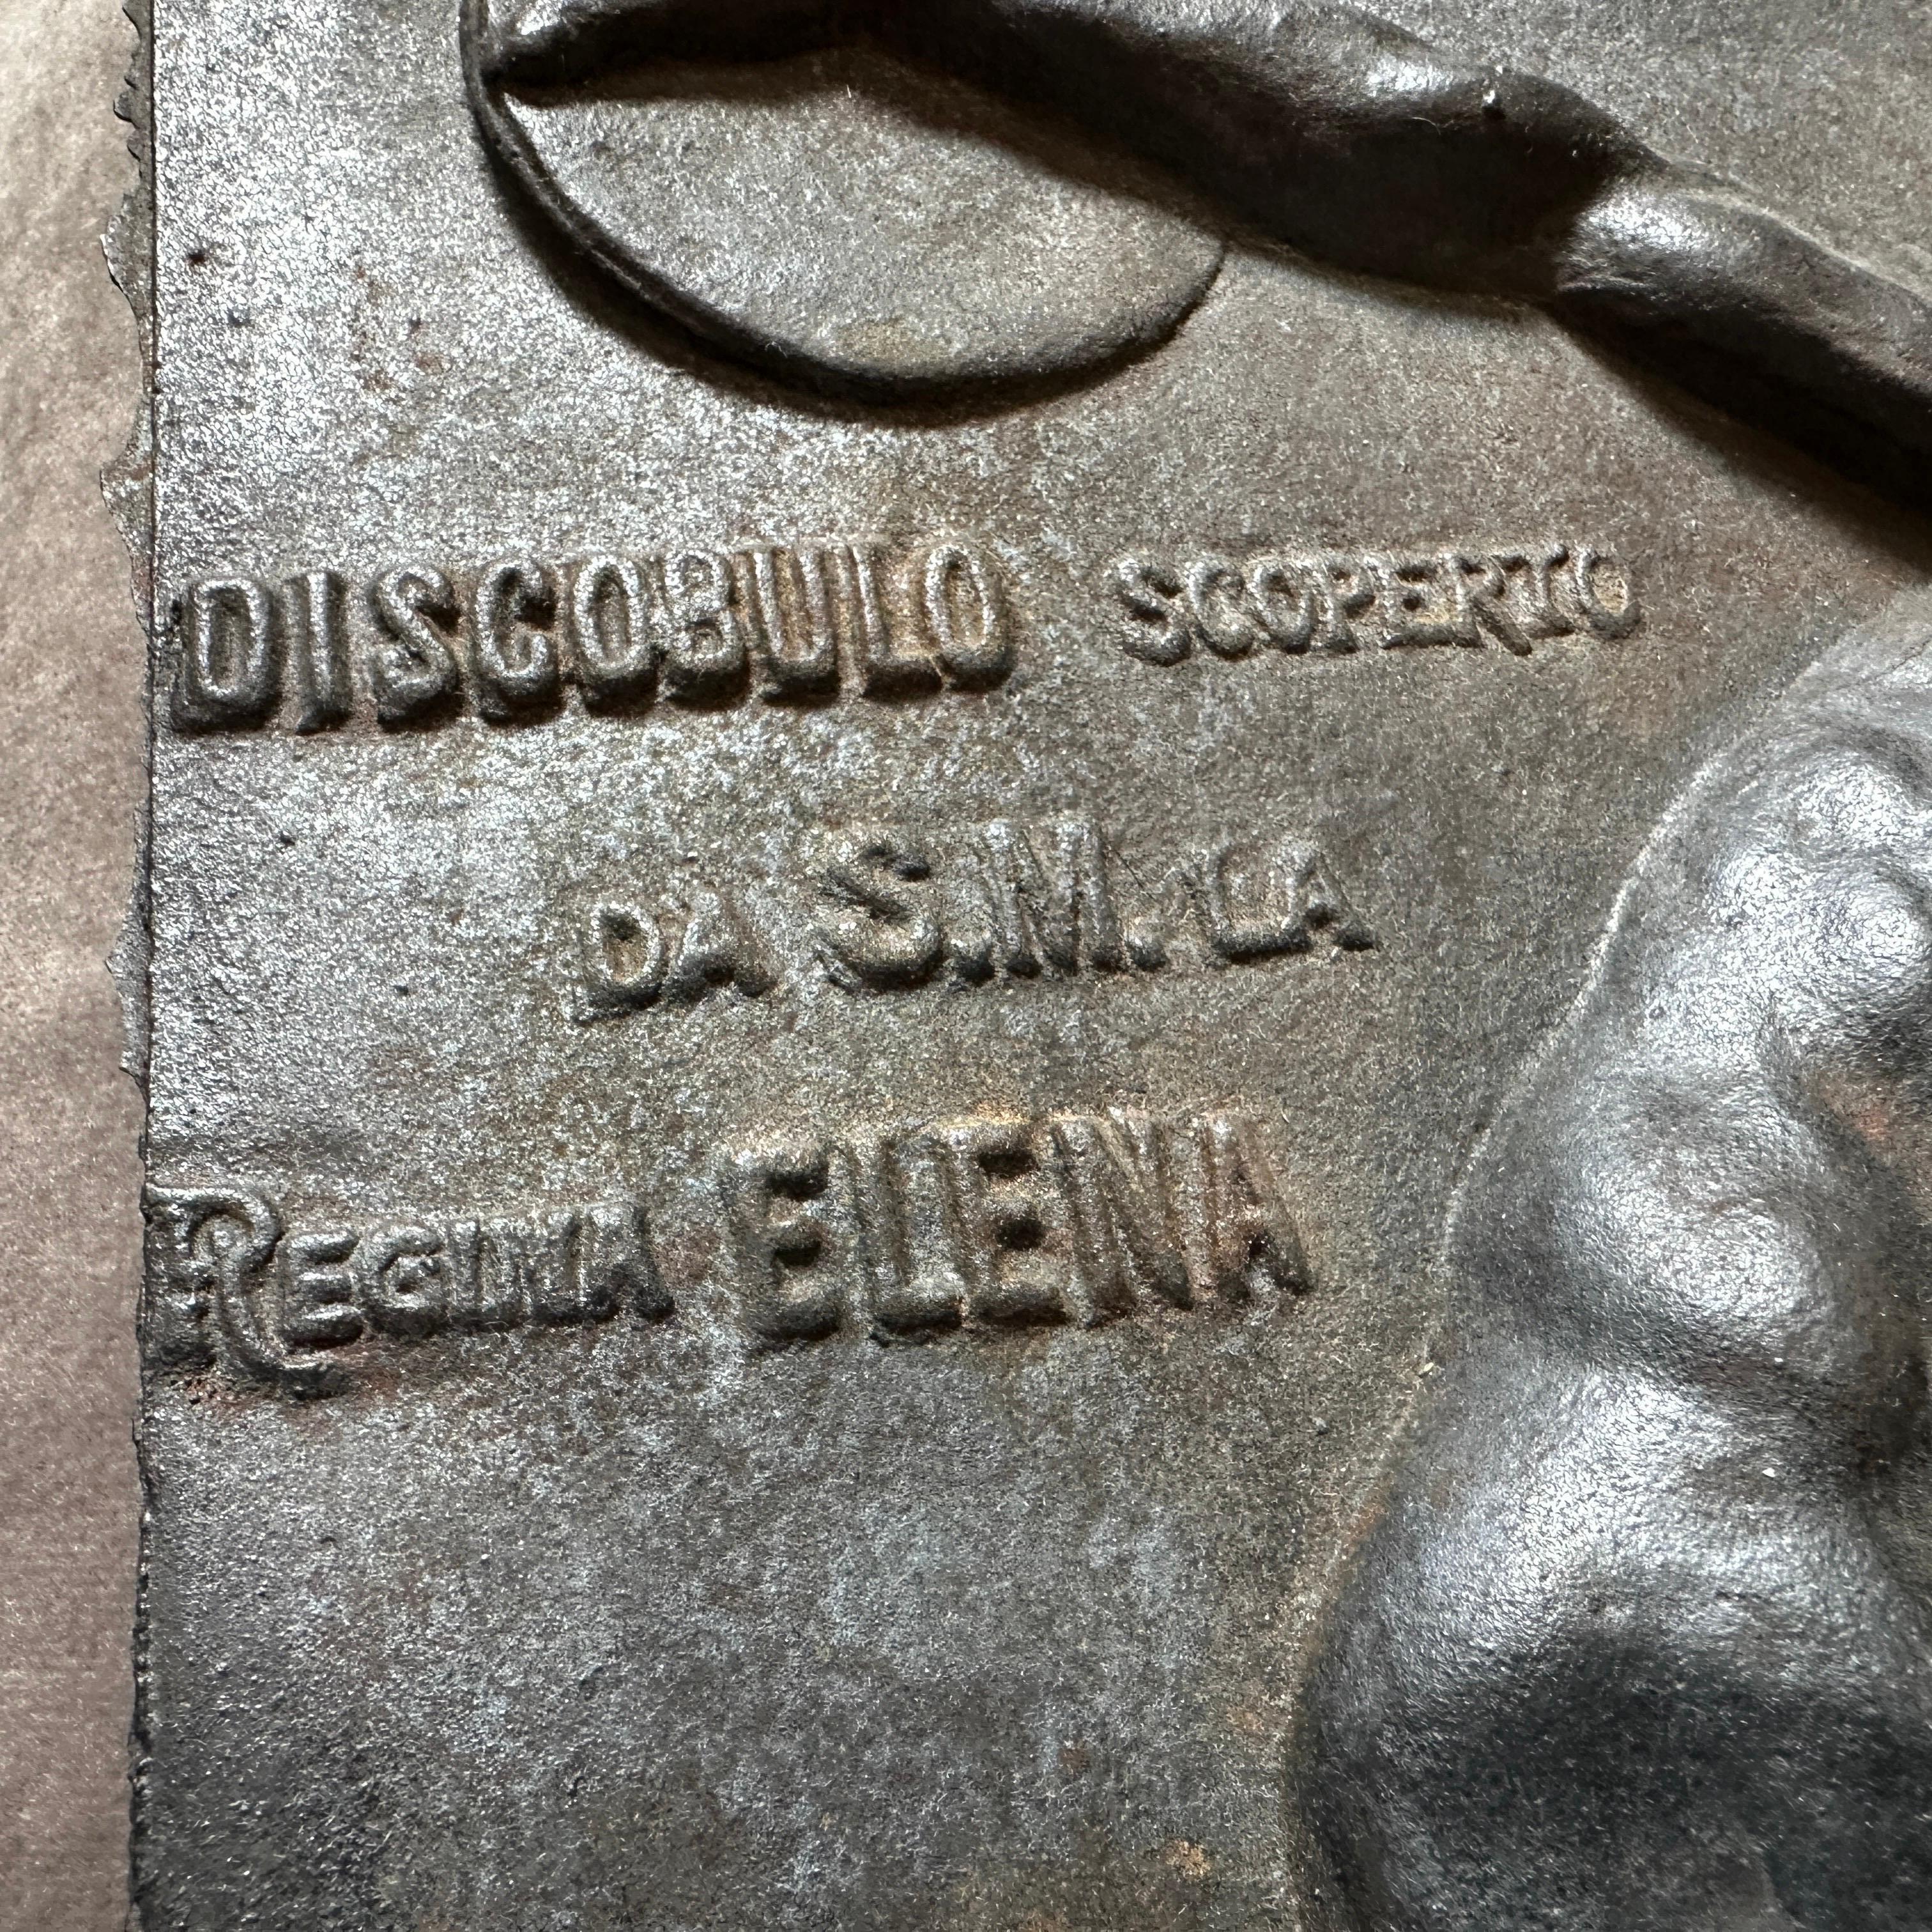 DISCOBULO SCOPERTO
DA S.M. LA
REGINA ELENA